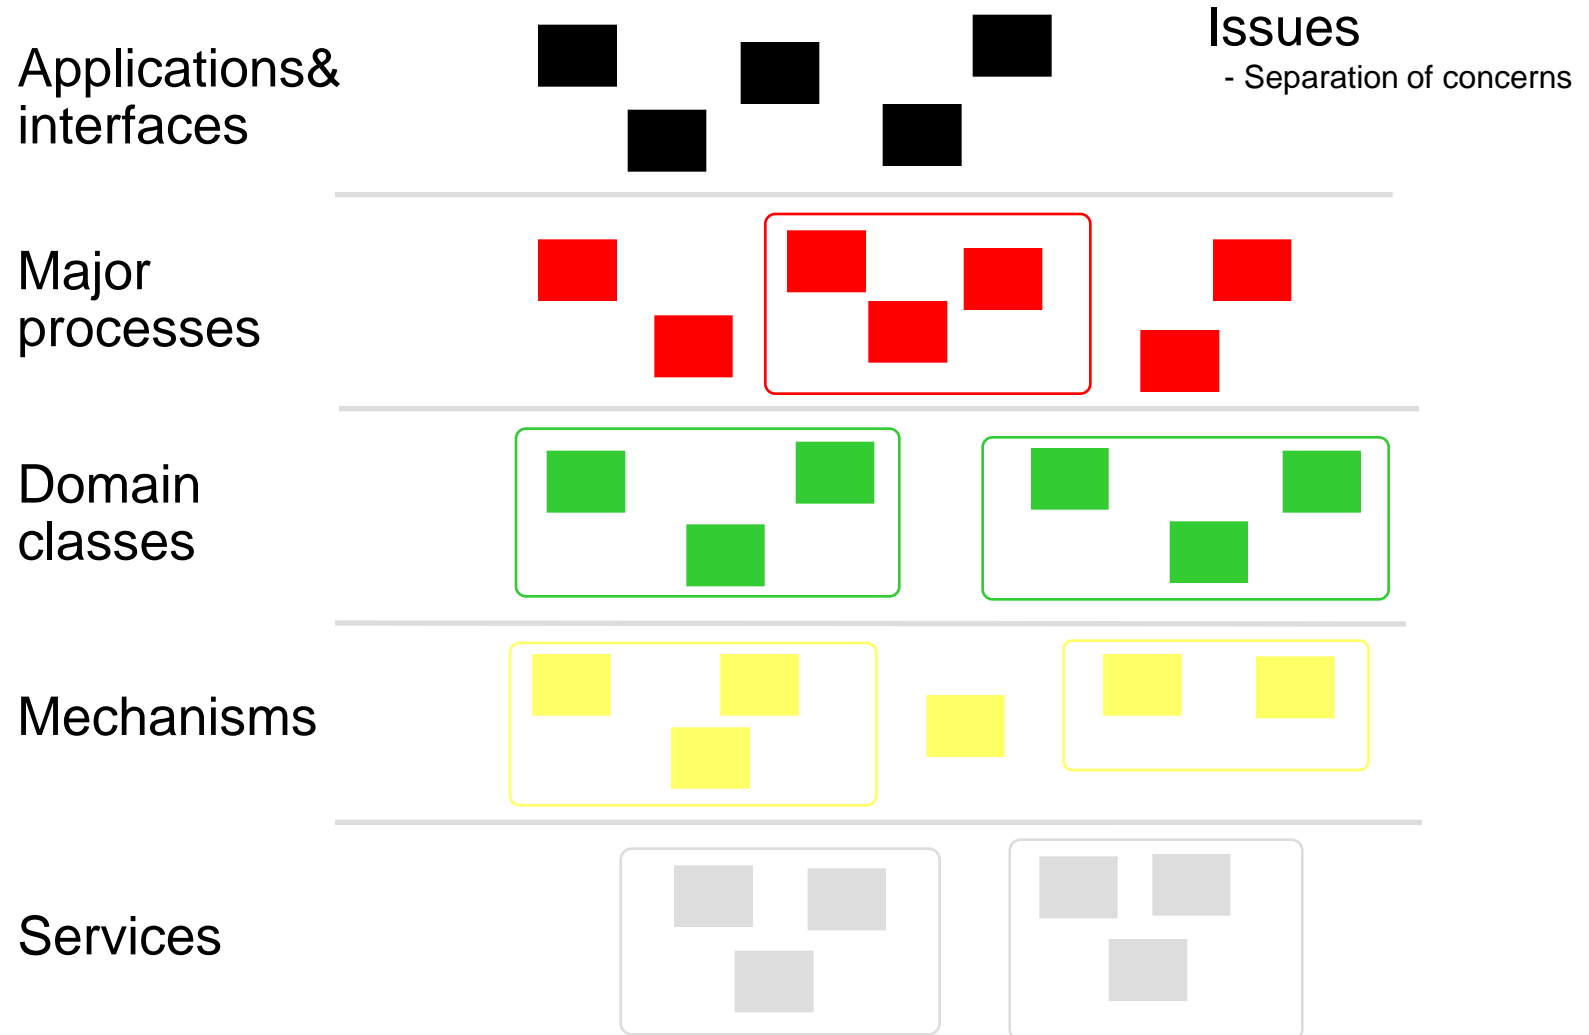 Applications&
interfaces
Issues
- Separation of concerns
Major
processes
Domain
classes
Mechanisms
Services